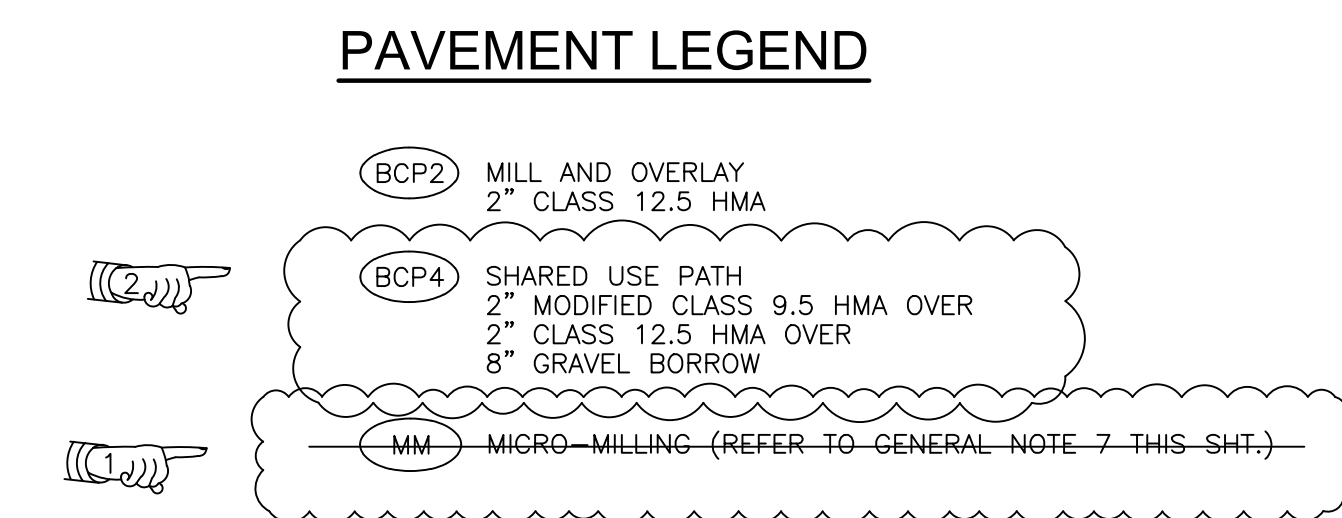 PAVEMENT LEGEND
BCP2 MILL AND OVERLAY
2" CLASS 12.5 HMA
2 BCP4 SHARED USE PATH
2" MODIFIED CLASS 9.5 HMA OVER
2" CLASS 12.5 HMA OVER
8" GRAVEL BORROW
1 MM MICRO-MILLING (REFER TO GENERAL NOTE 7 THIS SHT.)